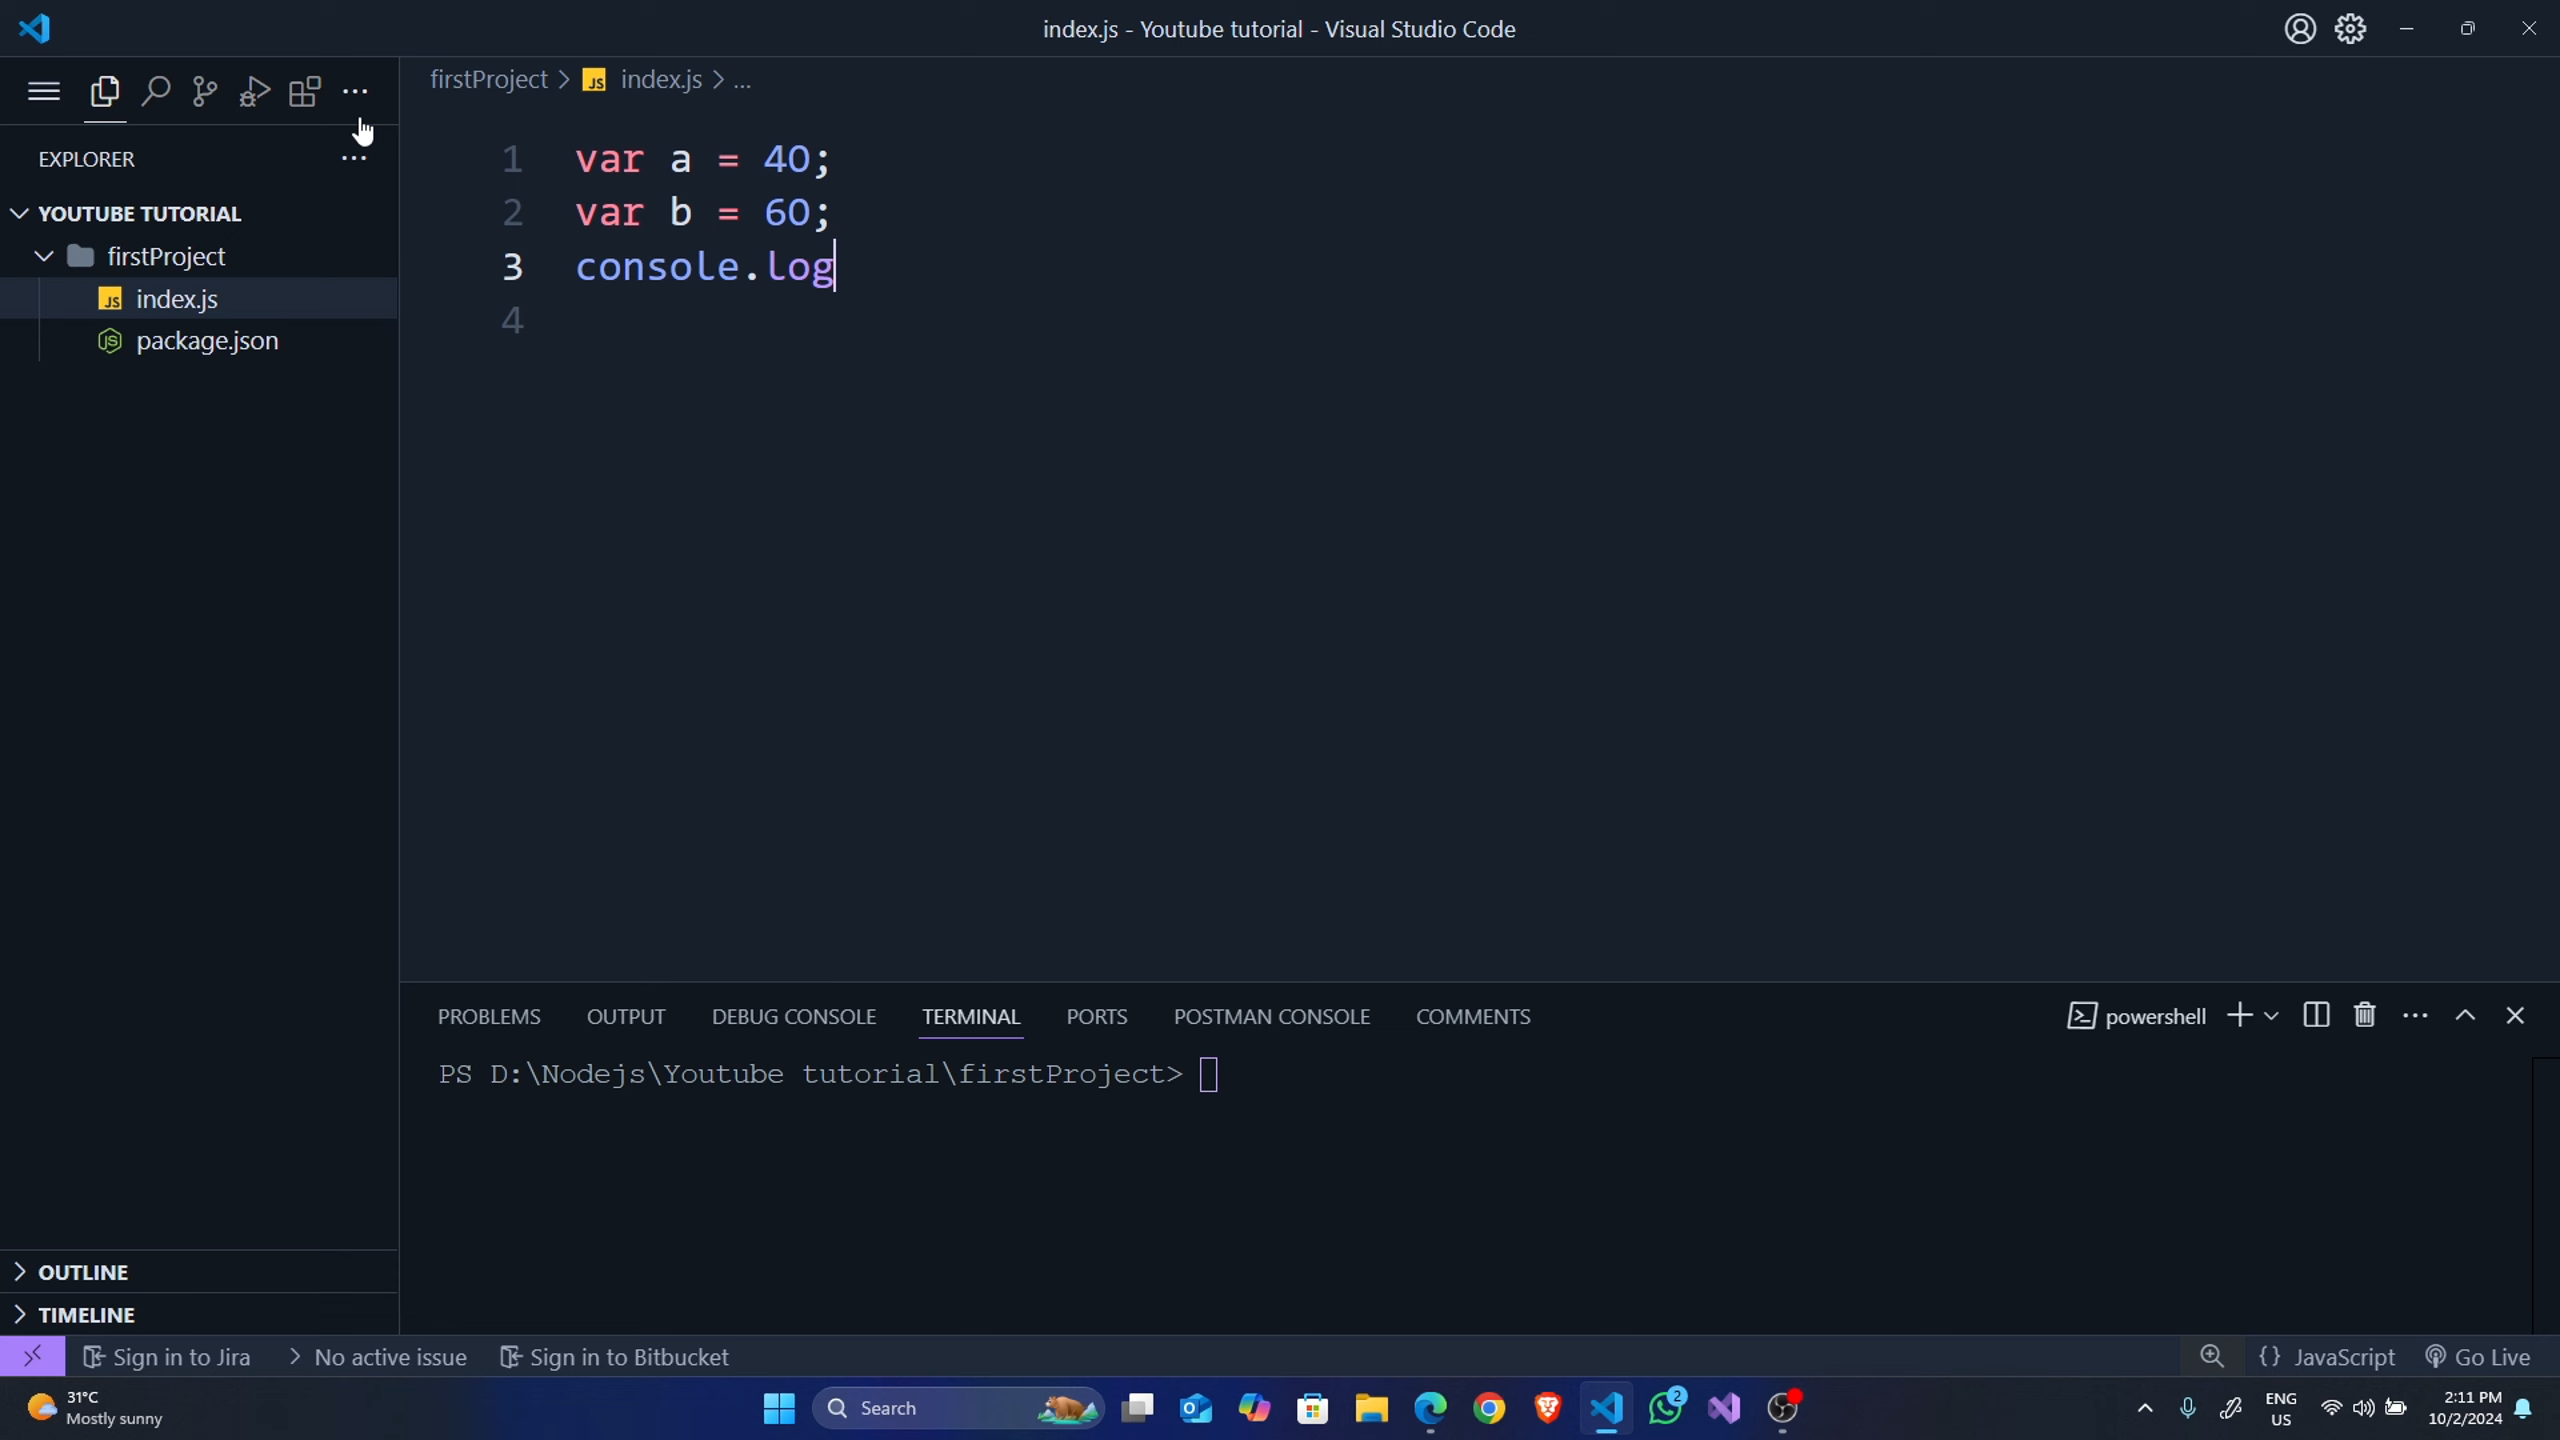 index.js - Youtube tutorial - Visual Studio Code
firstProject > JS index.js > ...
EXPLORER
YOUTUBE TUTORIAL
firstProject
JS index.js
package.json
1 var a = 40;
2 var b = 60;
3 console.log
4
PROBLEMS OUTPUT DEBUG CONSOLE TERMINAL PORTS POSTMAN CONSOLE COMMENTS
powershell
PS D:\Nodejs\Youtube tutorial\firstProject>
OUTLINE
TIMELINE
Sign in to Jira > No active issue Sign in to Bitbucket
{} JavaScript Go Live
31°C
Mostly sunny
Search
2
ENG
US
2:11 PM
10/2/2024